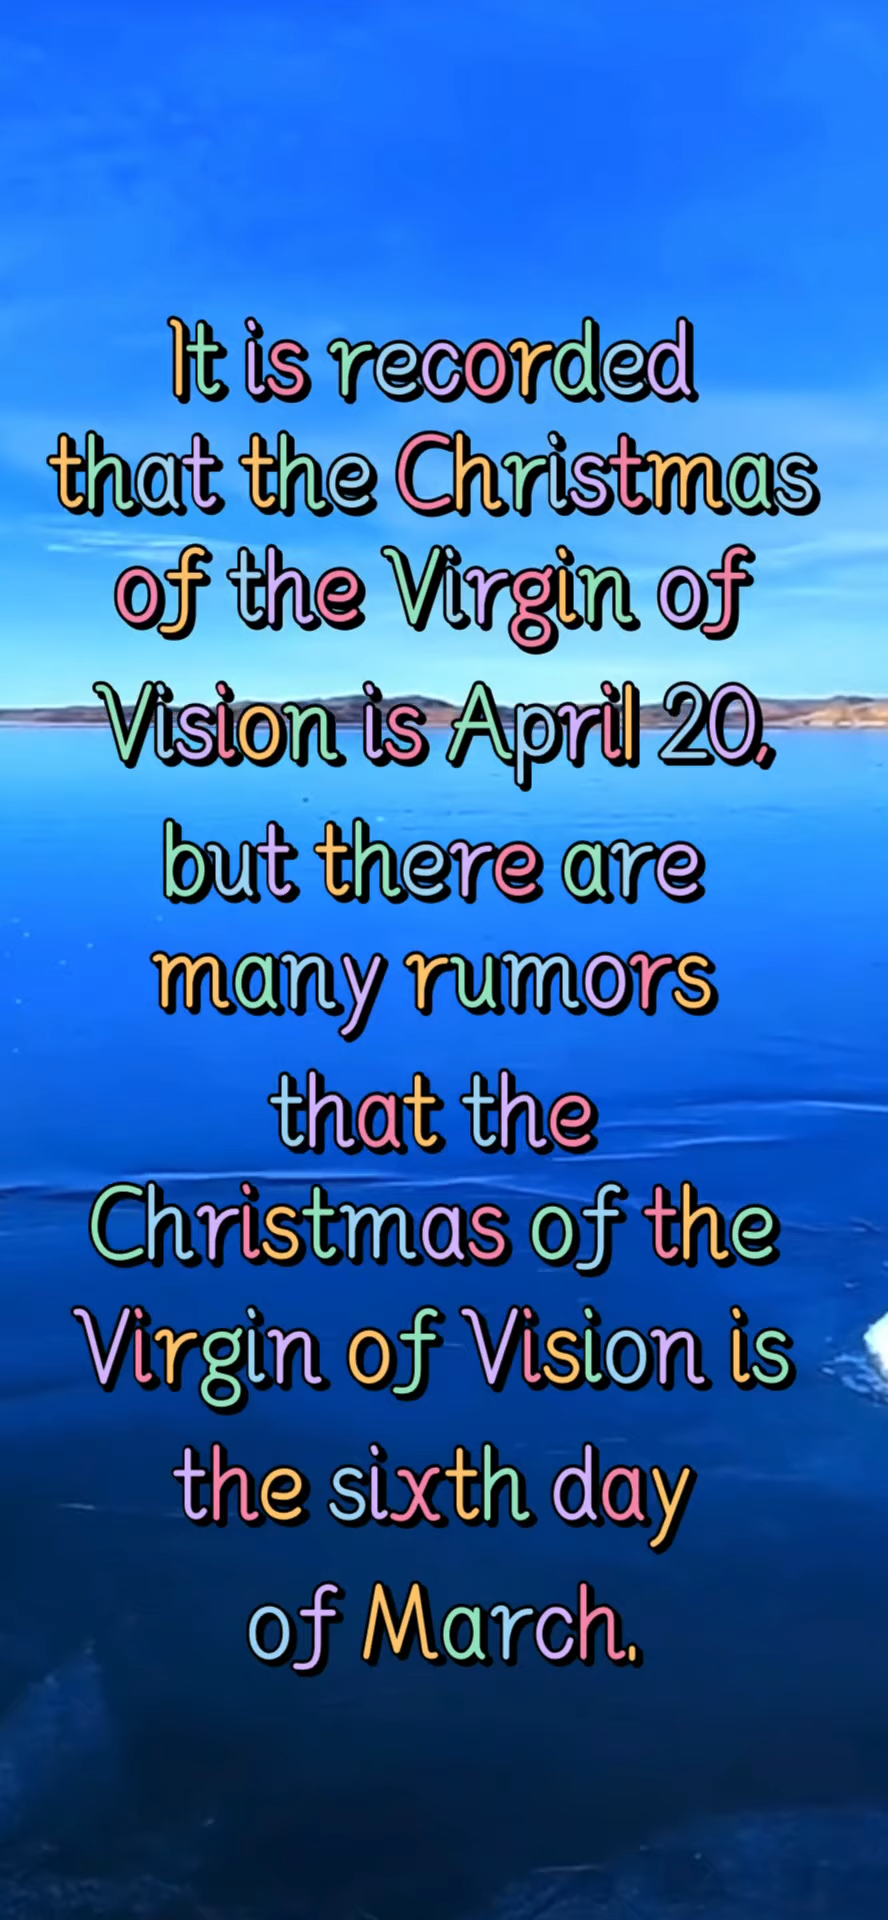 It is recorded
that the Christmas
of the Virgin of
Vision is April 20,
but there are
many rumors
that the
Christmas of the
Virgin of Vision is
the sixth day
of March.